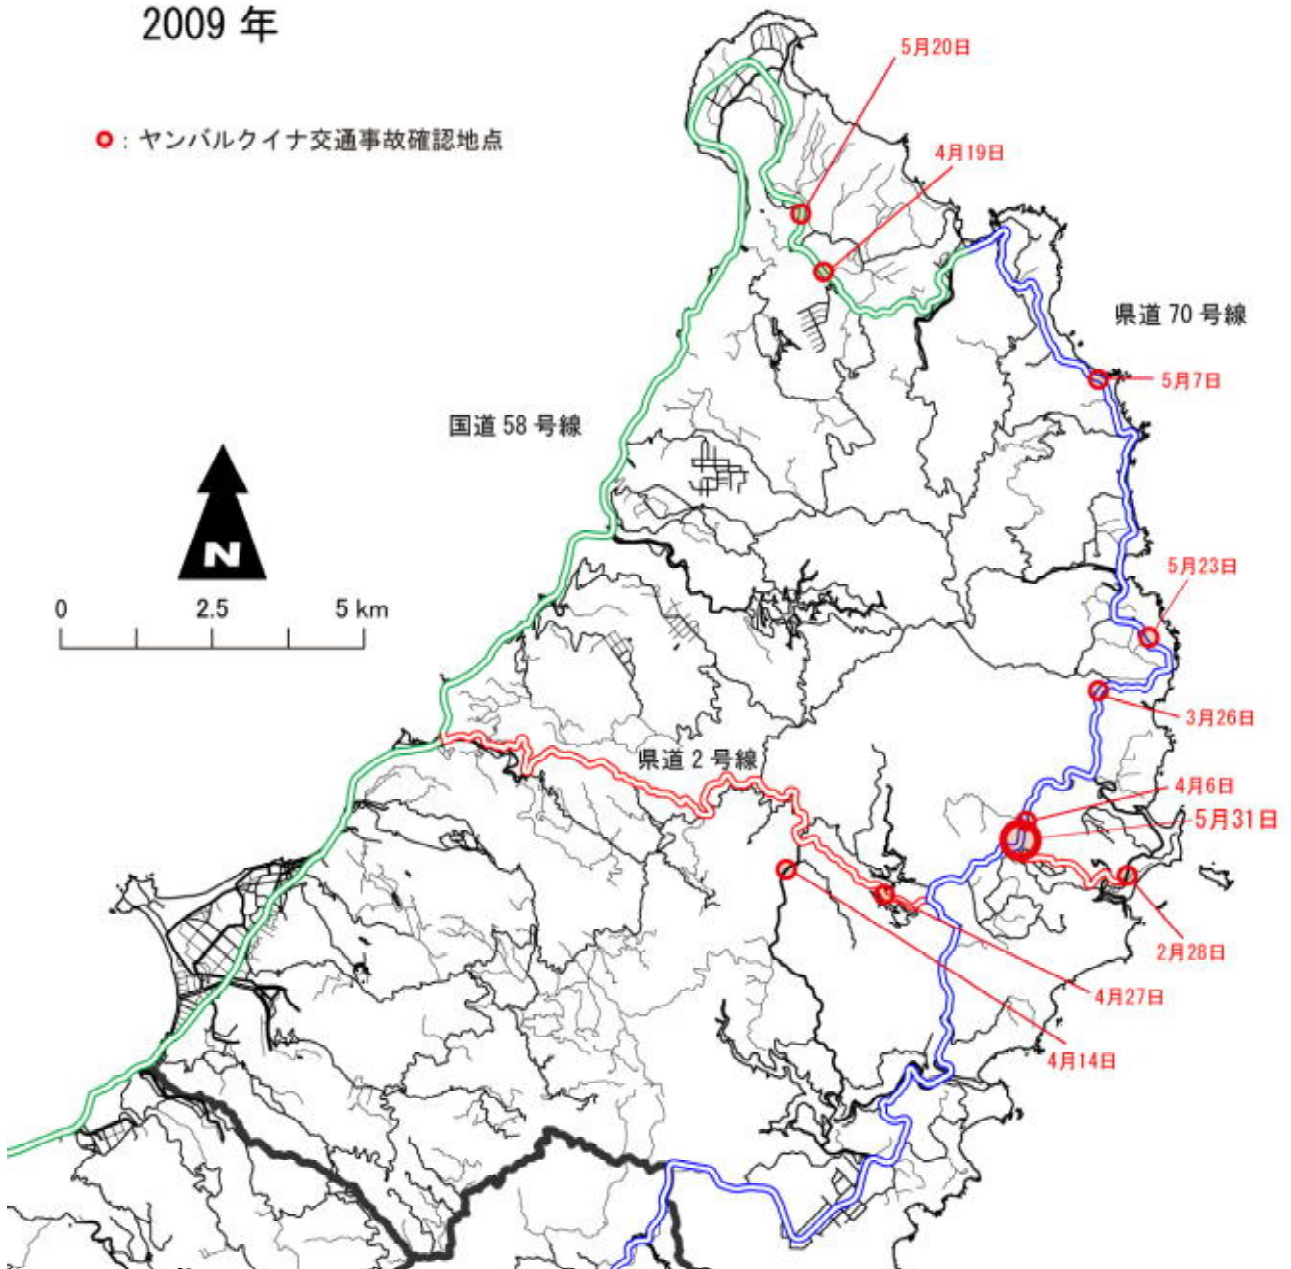 2009 年
○ : ヤンバルクイナ交通事故確認地点
5月20日
4月19日
県道 70 号線
5月7日
国道 58 号線
N
0 2.5 5 km
5月23日
3月26日
県道 2 号線
4月6日
5月31日
2月28日
4月27日
4月14日